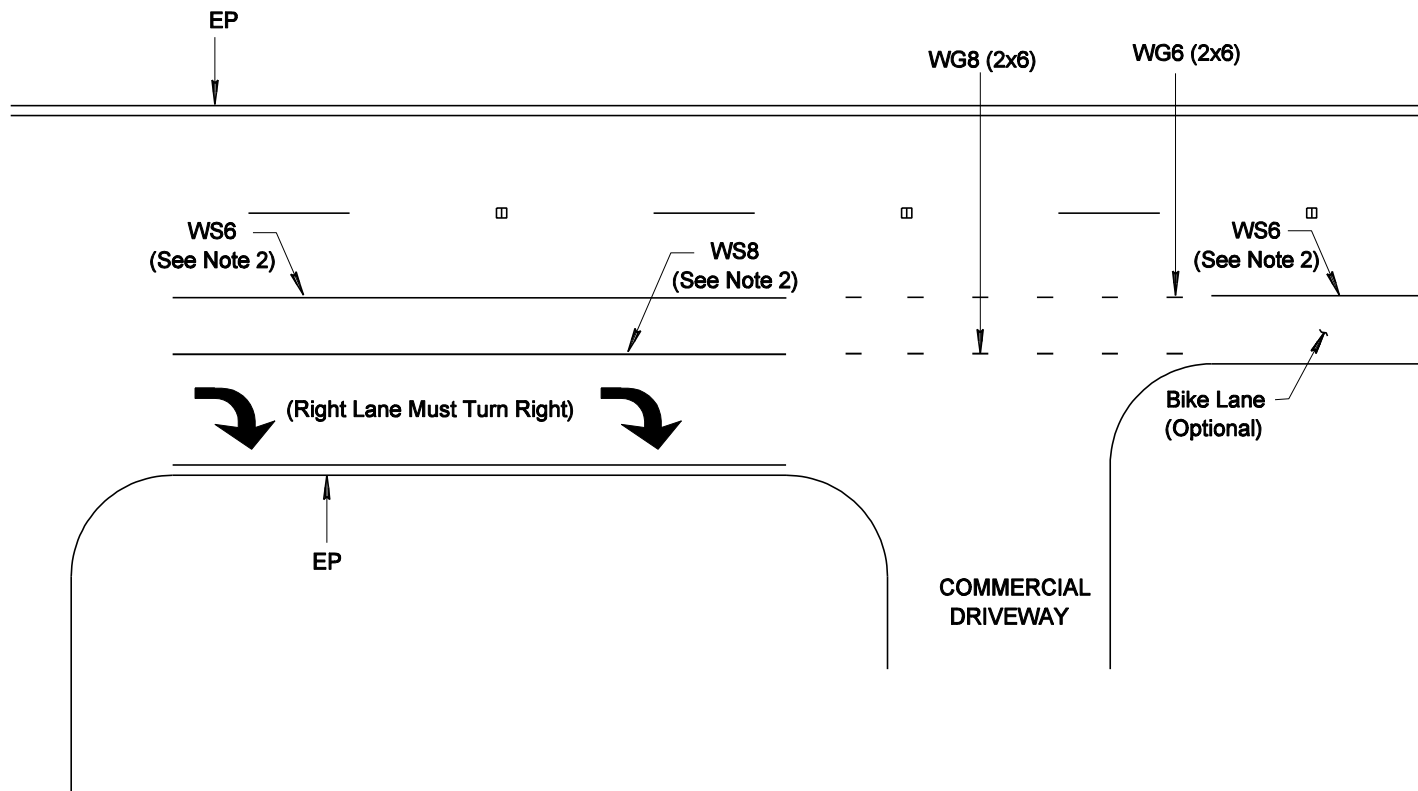 EP
WG8 (2x6)
WG6 (2x6)
WS6
(See Note 2)
WS8
(See Note 2)
WS6
(See Note 2)
(Right Lane Must Turn Right)
Bike Lane
(Optional)
EP
COMMERCIAL
DRIVEWAY